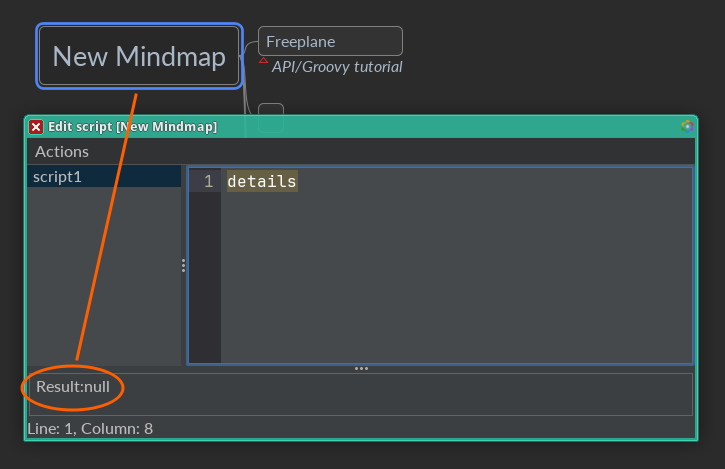 New Mindmap
Freeplane
API/Groovy tutorial
Edit script [New Mindmap]
Actions
script1
1 details
Result:null
Line: 1, Column: 8